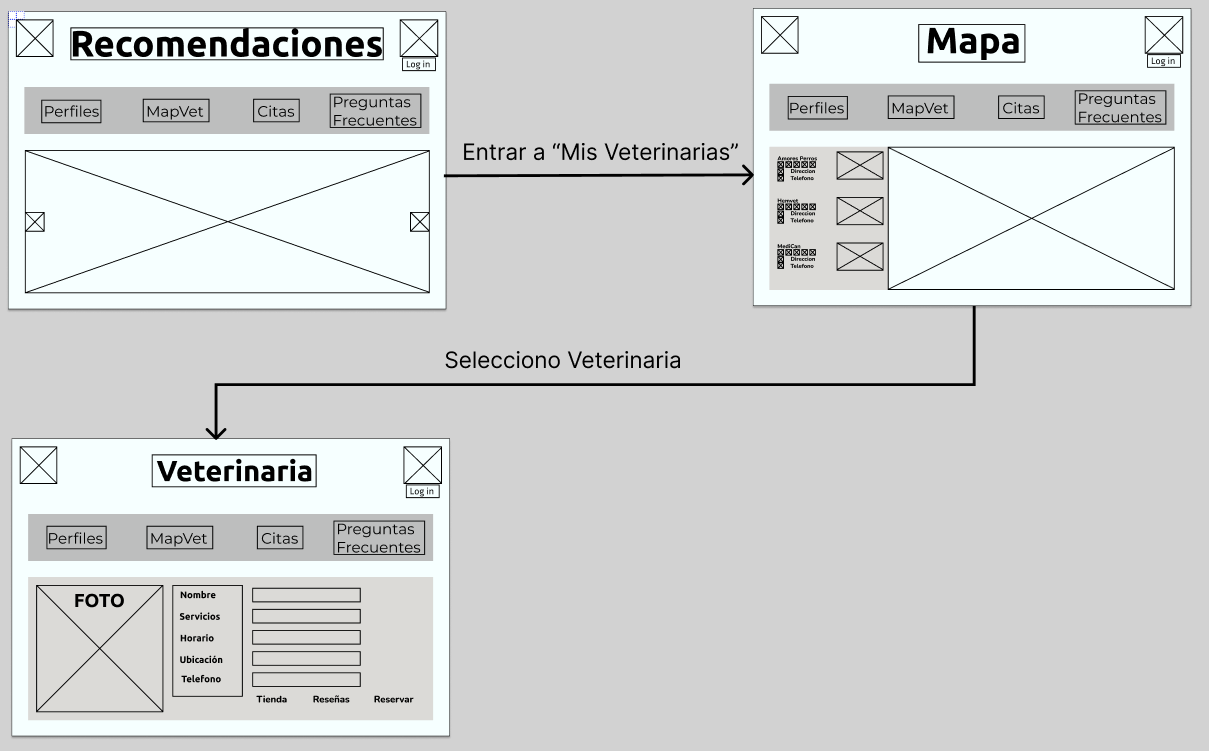 Recomendaciones
Log in
Perfiles
MapVet
Citas
Preguntas
Frecuentes
Entrar a “Mis Veterinarias”
Mapa
Log in
Perfiles
MapVet
Citas
Preguntas
Frecuentes
Amores Perros
Direccion
Telefono
Homvet
Direccion
Telefono
MediCan
Direccion
Telefono
Selecciono Veterinaria
Veterinaria
Log in
Perfiles
MapVet
Citas
Preguntas
Frecuentes
FOTO
Nombre
Servicios
Horario
Ubicación
Telefono
Tienda
Reseñas
Reservar